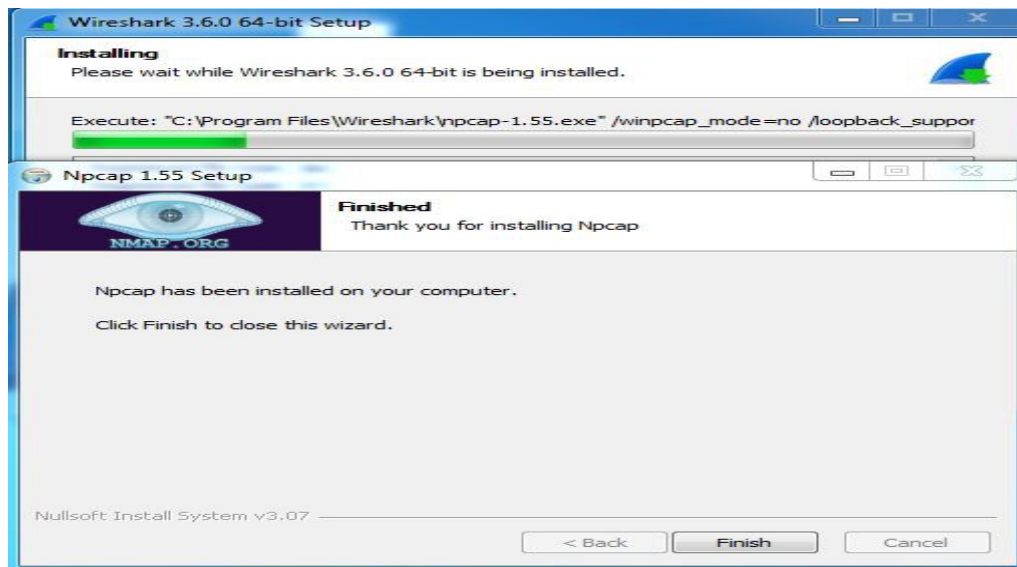 Wireshark 3.6.0 64-bit Setup
Installing
Please wait while Wireshark 3.6.0 64-bit is being installed.
Execute: "C:\Program Files\Wireshark\npcap-1.55.exe" /winpcap_mode=no /loopback_suppor
Npcap 1.55 Setup
NMAP.ORG
Finished
Thank you for installing Npcap
Npcap has been installed on your computer.
Click Finish to close this wizard.
Nullsoft Install System v3.07
< Back Finish Cancel